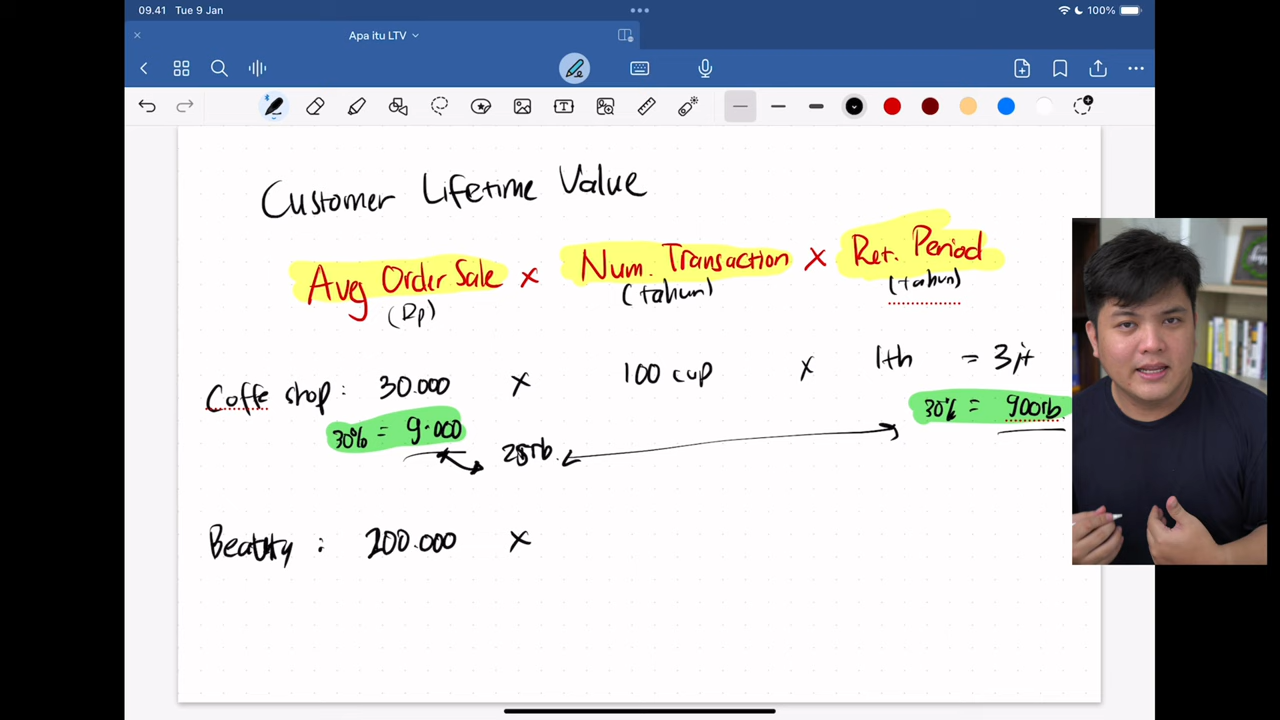 09.41 Tue 9 Jan
100%
Apa itu LTV
Customer Lifetime Value
Avg Order Sale x Num. Transaction x Ret. Period
(Rp) (tahun) (tahun)
Coffe shop : 30.000 x 100 cup x 1th = 3jt
30% = 9.000 30% = 900rb.
25rb.
Beauty : 200.000 x